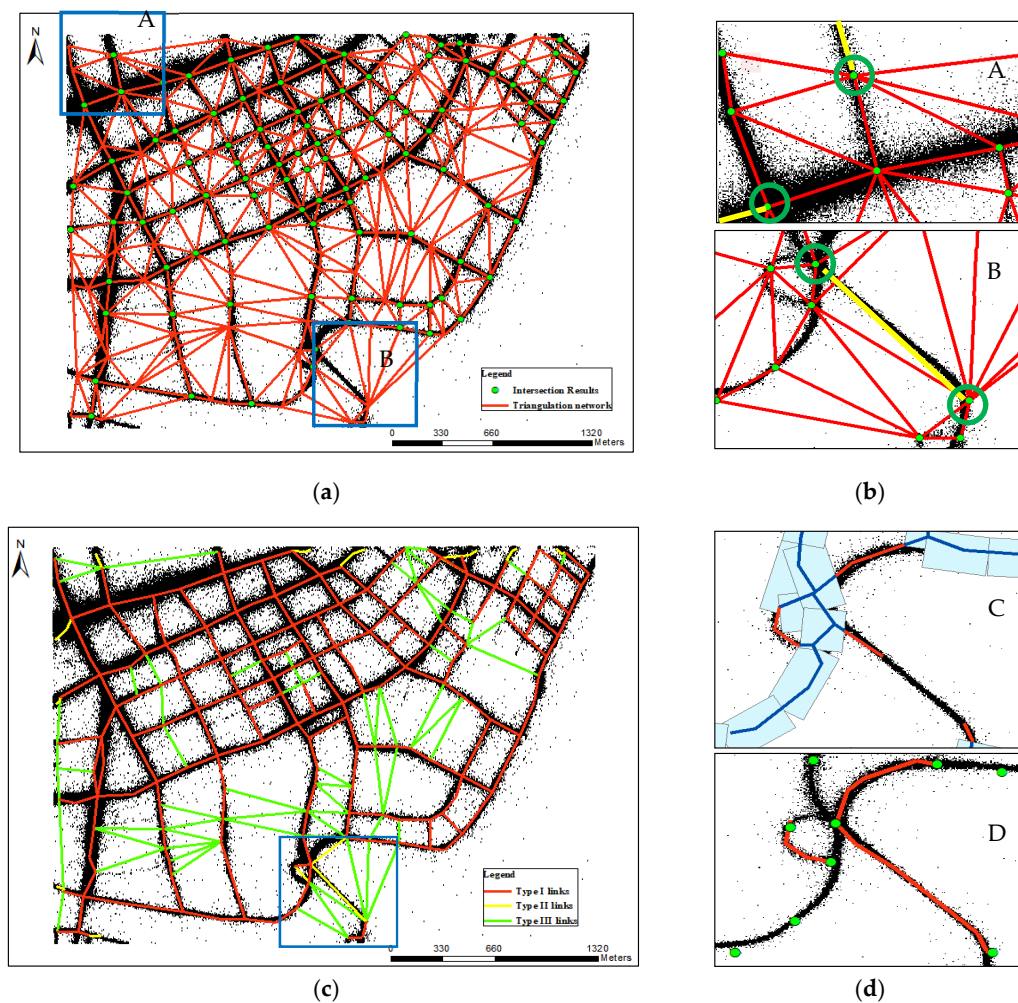 N
A
B
Legend
Intersection Results
Triangulation network
0 330 660 1320
Meters
A
B
(a)
(b)
N
Legend
Type I links
Type II links
Type III links
0 330 660 1320
Meters
C
D
(c)
(d)